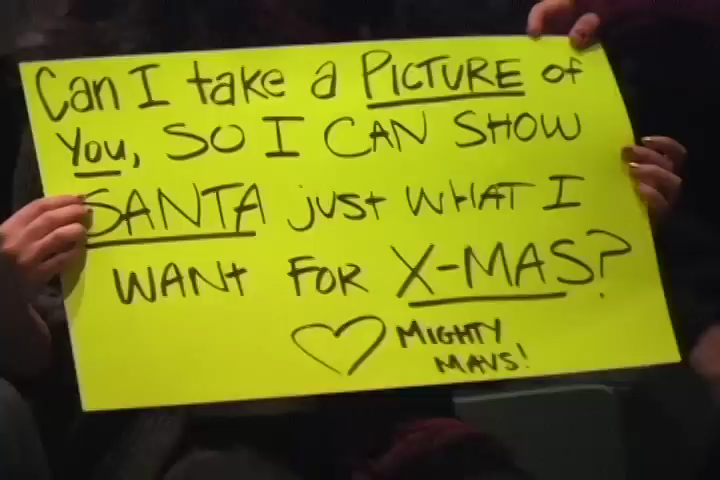 Can I take a PICTURE of
You, SO I CAN SHOW
SANTA just WHAT I
WANt FOR X-MAS?
MIGHTY
MAVS!